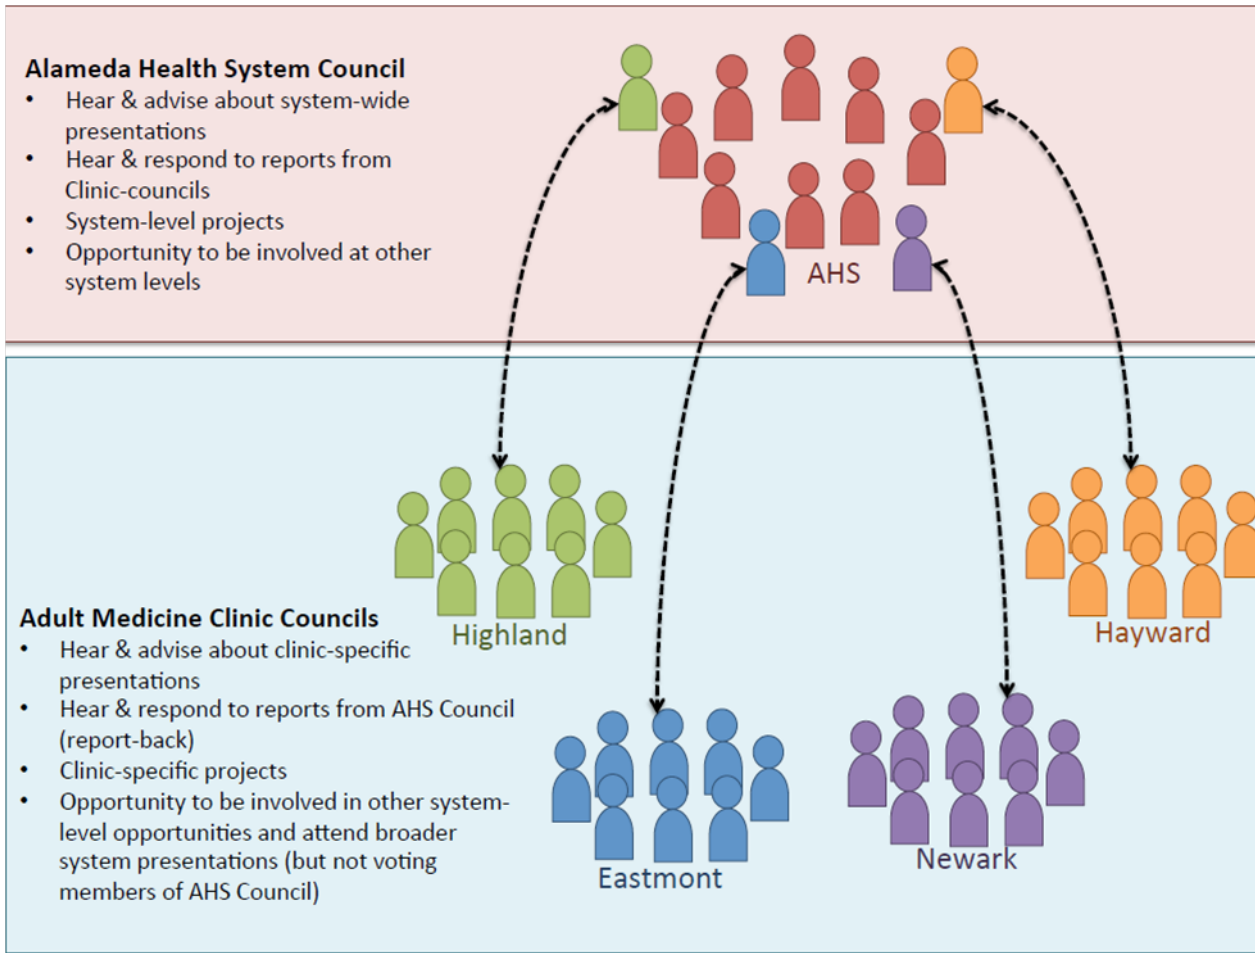 Alameda Health System Council
• Hear & advise about system-wide
presentations
• Hear & respond to reports from
Clinic-councils
• System-level projects
• Opportunity to be involved at other
system levels
AHS
Highland
Hayward
Adult Medicine Clinic Councils
• Hear & advise about clinic-specific
presentations
• Hear & respond to reports from AHS Council
(report-back)
• Clinic-specific projects
• Opportunity to be involved in other system-
level opportunities and attend broader
system presentations (but not voting
members of AHS Council)
Eastmont
Newark